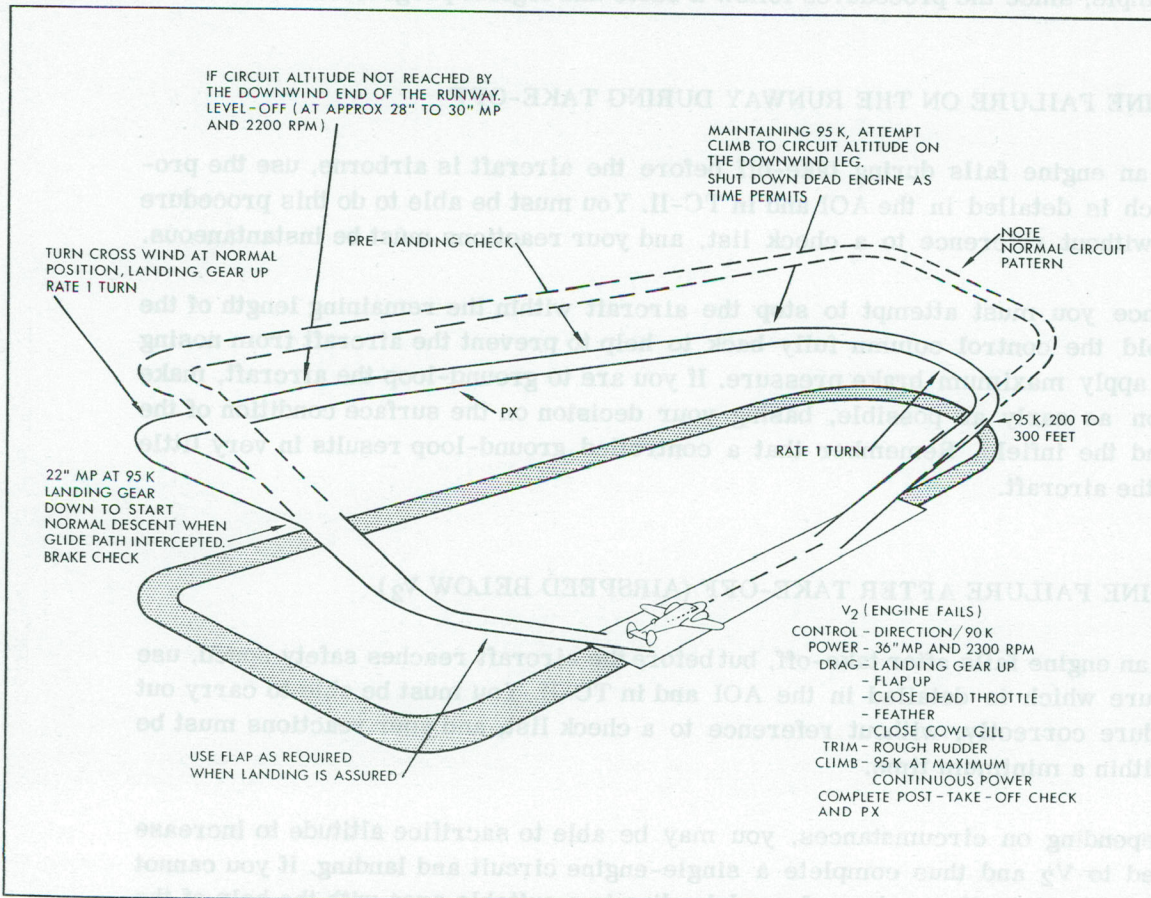 IF CIRCUIT ALTITUDE NOT REACHED BY
THE DOWNWIND END OF THE RUNWAY.
LEVEL-OFF (AT APPROX 28" TO 30" MP
AND 2200 RPM)
MAINTAINING 95 K, ATTEMPT
CLIMB TO CIRCUIT ALTITUDE ON
THE DOWNWIND LEG.
SHUT DOWN DEAD ENGINE AS
TIME PERMITS
PRE-LANDING CHECK
NOTE
NORMAL CIRCUIT
PATTERN
TURN CROSS WIND AT NORMAL
POSITION, LANDING GEAR UP
RATE 1 TURN
PX
95 K, 200 TO
300 FEET
RATE 1 TURN
22" MP AT 95 K
LANDING GEAR
DOWN TO START
NORMAL DESCENT WHEN
GLIDE PATH INTERCEPTED.
BRAKE CHECK
V2 (ENGINE FAILS)
CONTROL - DIRECTION/90 K
POWER - 36" MP AND 2300 RPM
DRAG - LANDING GEAR UP
- FLAP UP
- CLOSE DEAD THROTTLE
- FEATHER
- CLOSE COWL GILL
TRIM - ROUGH RUDDER
CLIMB - 95 K AT MAXIMUM
CONTINUOUS POWER
COMPLETE POST-TAKE-OFF CHECK
AND PX
USE FLAP AS REQUIRED
WHEN LANDING IS ASSURED